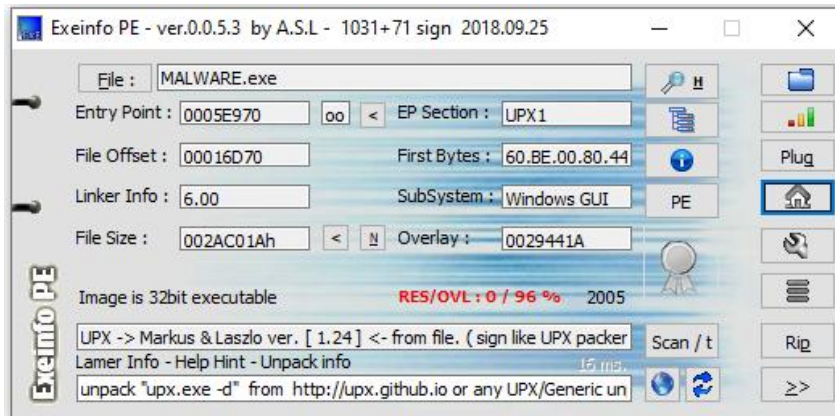 Exeinfo PE - ver.0.0.5.3 by A.S.L - 1031+71 sign 2018.09.25
File : MALWARE.exe H
Entry Point : 0005E970 oo < EP Section : UPX1
File Offset : 00016D70 First Bytes : 60.BE.00.80.44 Plug
Linker Info : 6.00 SubSystem : Windows GUI PE
File Size : 002AC01Ah < N Overlay : 0029441A
Image is 32bit executable RES/OVL : 0 / 96 % 2005
UPX -> Markus & Laszlo ver. [ 1.24 ] <- from file. ( sign like UPX packer Scan / t Rip
Lamer Info - Help Hint - Unpack info 16 ms.
unpack "upx.exe -d" from http://upx.github.io or any UPX/Generic un >>
Exeinfo PE